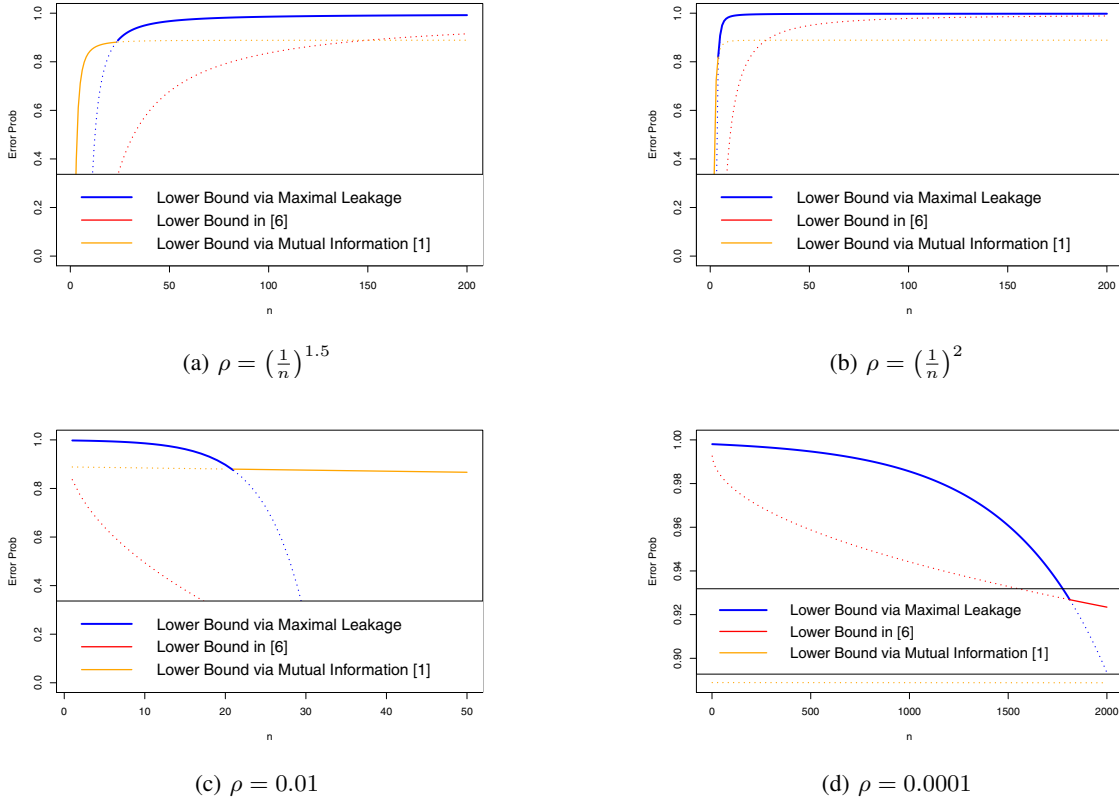 Error Prob
1.0
0.8
0.6
0.4
0.2
0.0
Lower Bound via Maximal Leakage
Lower Bound in [6]
Lower Bound via Mutual Information [1]
0 50 100 150 200
n
(a) ρ = (1/n)^1.5
Error Prob
1.0
0.8
0.6
0.4
0.2
0.0
Lower Bound via Maximal Leakage
Lower Bound in [6]
Lower Bound via Mutual Information [1]
0 50 100 150 200
n
(b) ρ = (1/n)^2
Error Prob
1.0
0.8
0.6
0.4
0.2
0.0
Lower Bound via Maximal Leakage
Lower Bound in [6]
Lower Bound via Mutual Information [1]
0 10 20 30 40 50
n
(c) ρ = 0.01
Error Prob
1.00
0.98
0.96
0.94
0.92
0.90
Lower Bound via Maximal Leakage
Lower Bound in [6]
Lower Bound via Mutual Information [1]
0 500 1000 1500 2000
n
(d) ρ = 0.0001